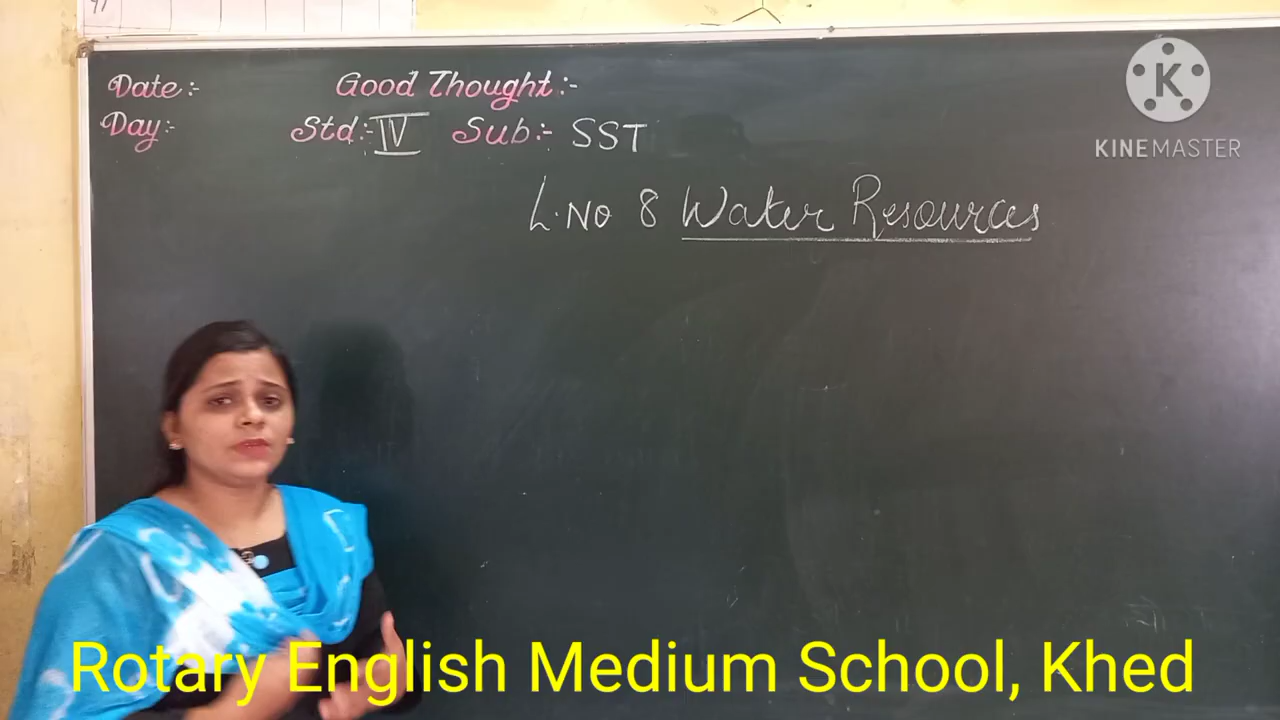 Date:- Good Thought:-
Day:- Std:- IV Sub:- SST
L.No 8 Water Resources
K
KINEMASTER
Rotary English Medium School, Khed